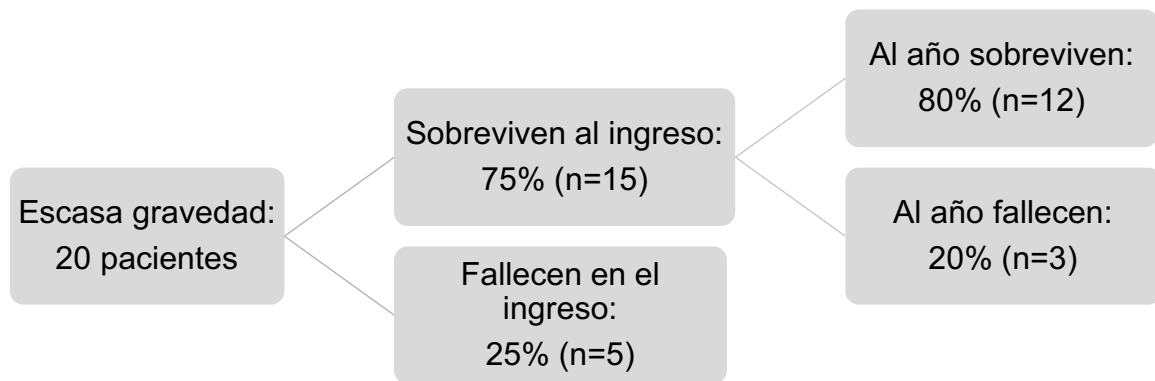 Escasa gravedad:
20 pacientes
Sobreviven al ingreso:
75% (n=15)
Fallecen en el
ingreso:
25% (n=5)
Al año sobreviven:
80% (n=12)
Al año fallecen:
20% (n=3)